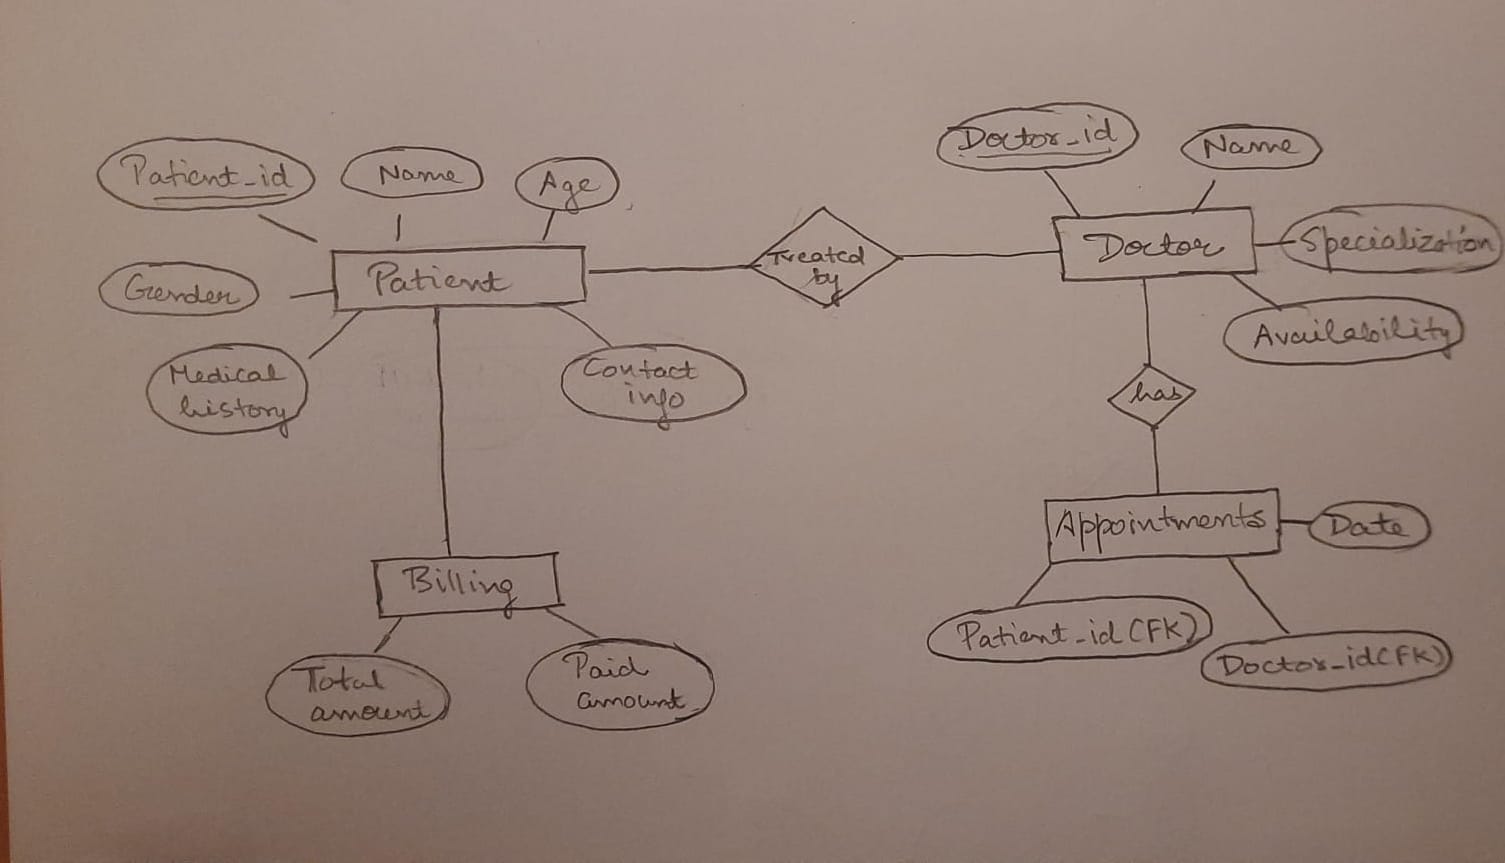 Patient_id
Name
Age
Gender
Patient
Medical
history
Contact
info
Treated
by
Doctor_id
Name
Doctor
Specialization
Availability
has
Appointments
Date
Patient_id (FK)
Doctor_id(FK)
Billing
Total
amount
Paid
amount